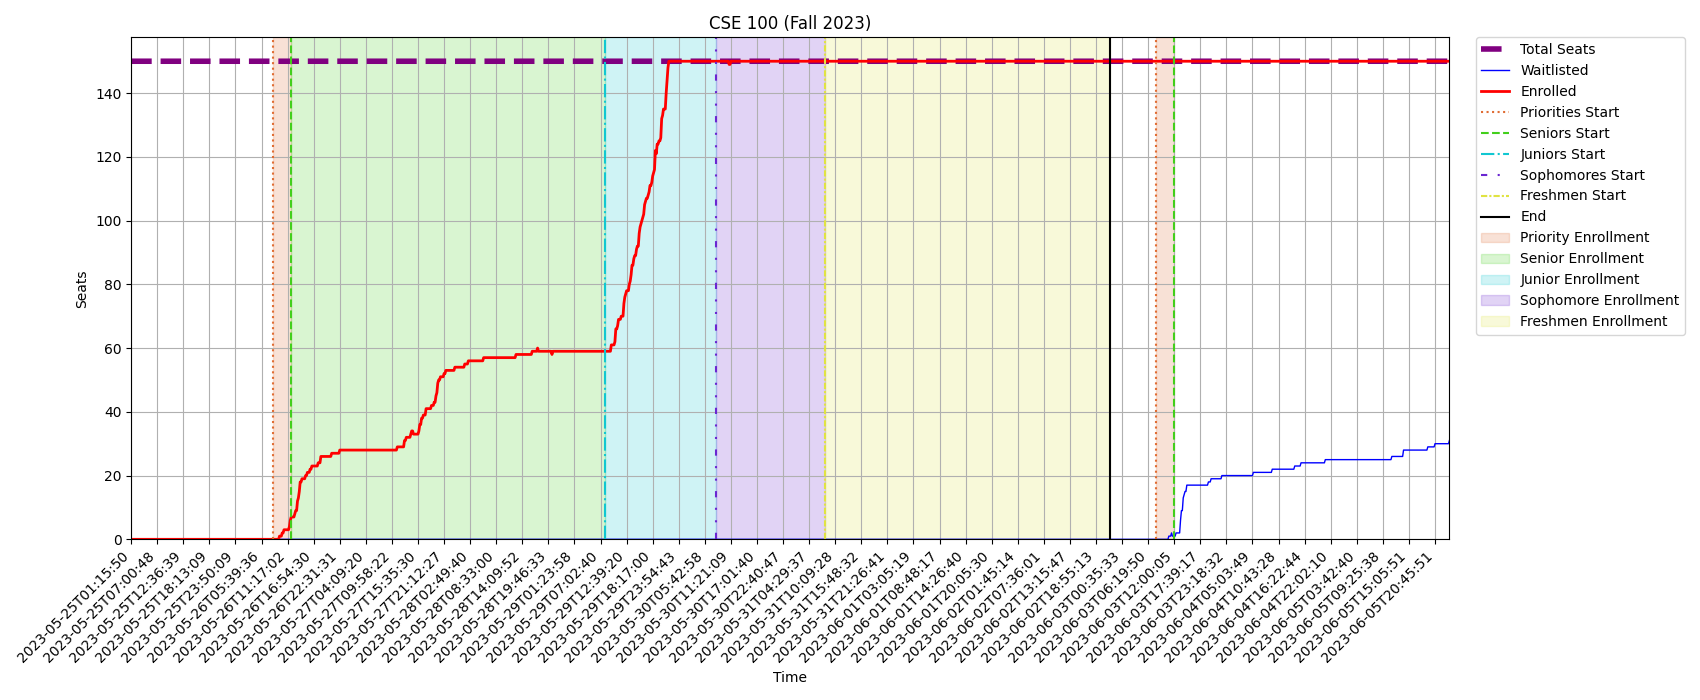 CSE 100 (Fall 2023)
Seats
140
120
100
80
60
40
20
0
2023-05-25T01:15:50
2023-05-25T07:00:48
2023-05-25T12:36:39
2023-05-25T18:13:09
2023-05-25T23:50:09
2023-05-26T05:39:36
2023-05-26T11:17:02
2023-05-26T16:54:30
2023-05-26T22:31:31
2023-05-27T04:09:20
2023-05-27T09:58:22
2023-05-27T15:35:30
2023-05-27T21:12:27
2023-05-28T02:49:40
2023-05-28T08:33:00
2023-05-28T14:09:52
2023-05-28T19:46:33
2023-05-29T01:23:58
2023-05-29T07:02:40
2023-05-29T12:39:20
2023-05-29T18:17:00
2023-05-29T23:54:43
2023-05-30T05:42:58
2023-05-30T11:21:09
2023-05-30T17:01:40
2023-05-30T22:40:47
2023-05-31T04:29:37
2023-05-31T10:09:28
2023-05-31T15:48:32
2023-05-31T21:26:41
2023-06-01T03:05:19
2023-06-01T08:48:17
2023-06-01T14:26:40
2023-06-01T20:05:30
2023-06-02T01:45:14
2023-06-02T07:36:01
2023-06-02T13:15:47
2023-06-02T18:55:13
2023-06-03T00:35:33
2023-06-03T06:19:50
2023-06-03T12:00:05
2023-06-03T17:39:17
2023-06-03T23:18:32
2023-06-04T05:03:49
2023-06-04T10:43:28
2023-06-04T16:22:44
2023-06-04T22:02:10
2023-06-05T03:42:40
2023-06-05T09:25:38
2023-06-05T15:05:51
2023-06-05T20:45:51
Time
Total Seats
Waitlisted
Enrolled
Priorities Start
Seniors Start
Juniors Start
Sophomores Start
Freshmen Start
End
Priority Enrollment
Senior Enrollment
Junior Enrollment
Sophomore Enrollment
Freshmen Enrollment